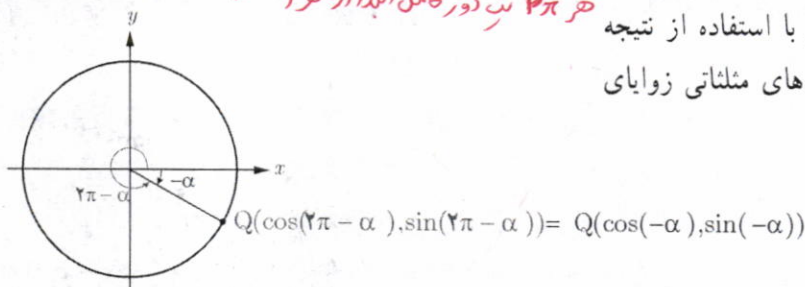 هر ۲π یک دور کامل
با استفاده از نتیجه
های مثلثاتی زوایای
y
x
−α
۲π − α
Q(cos(۲π − α ),sin(۲π − α ))= Q(cos(−α ),sin(−α))